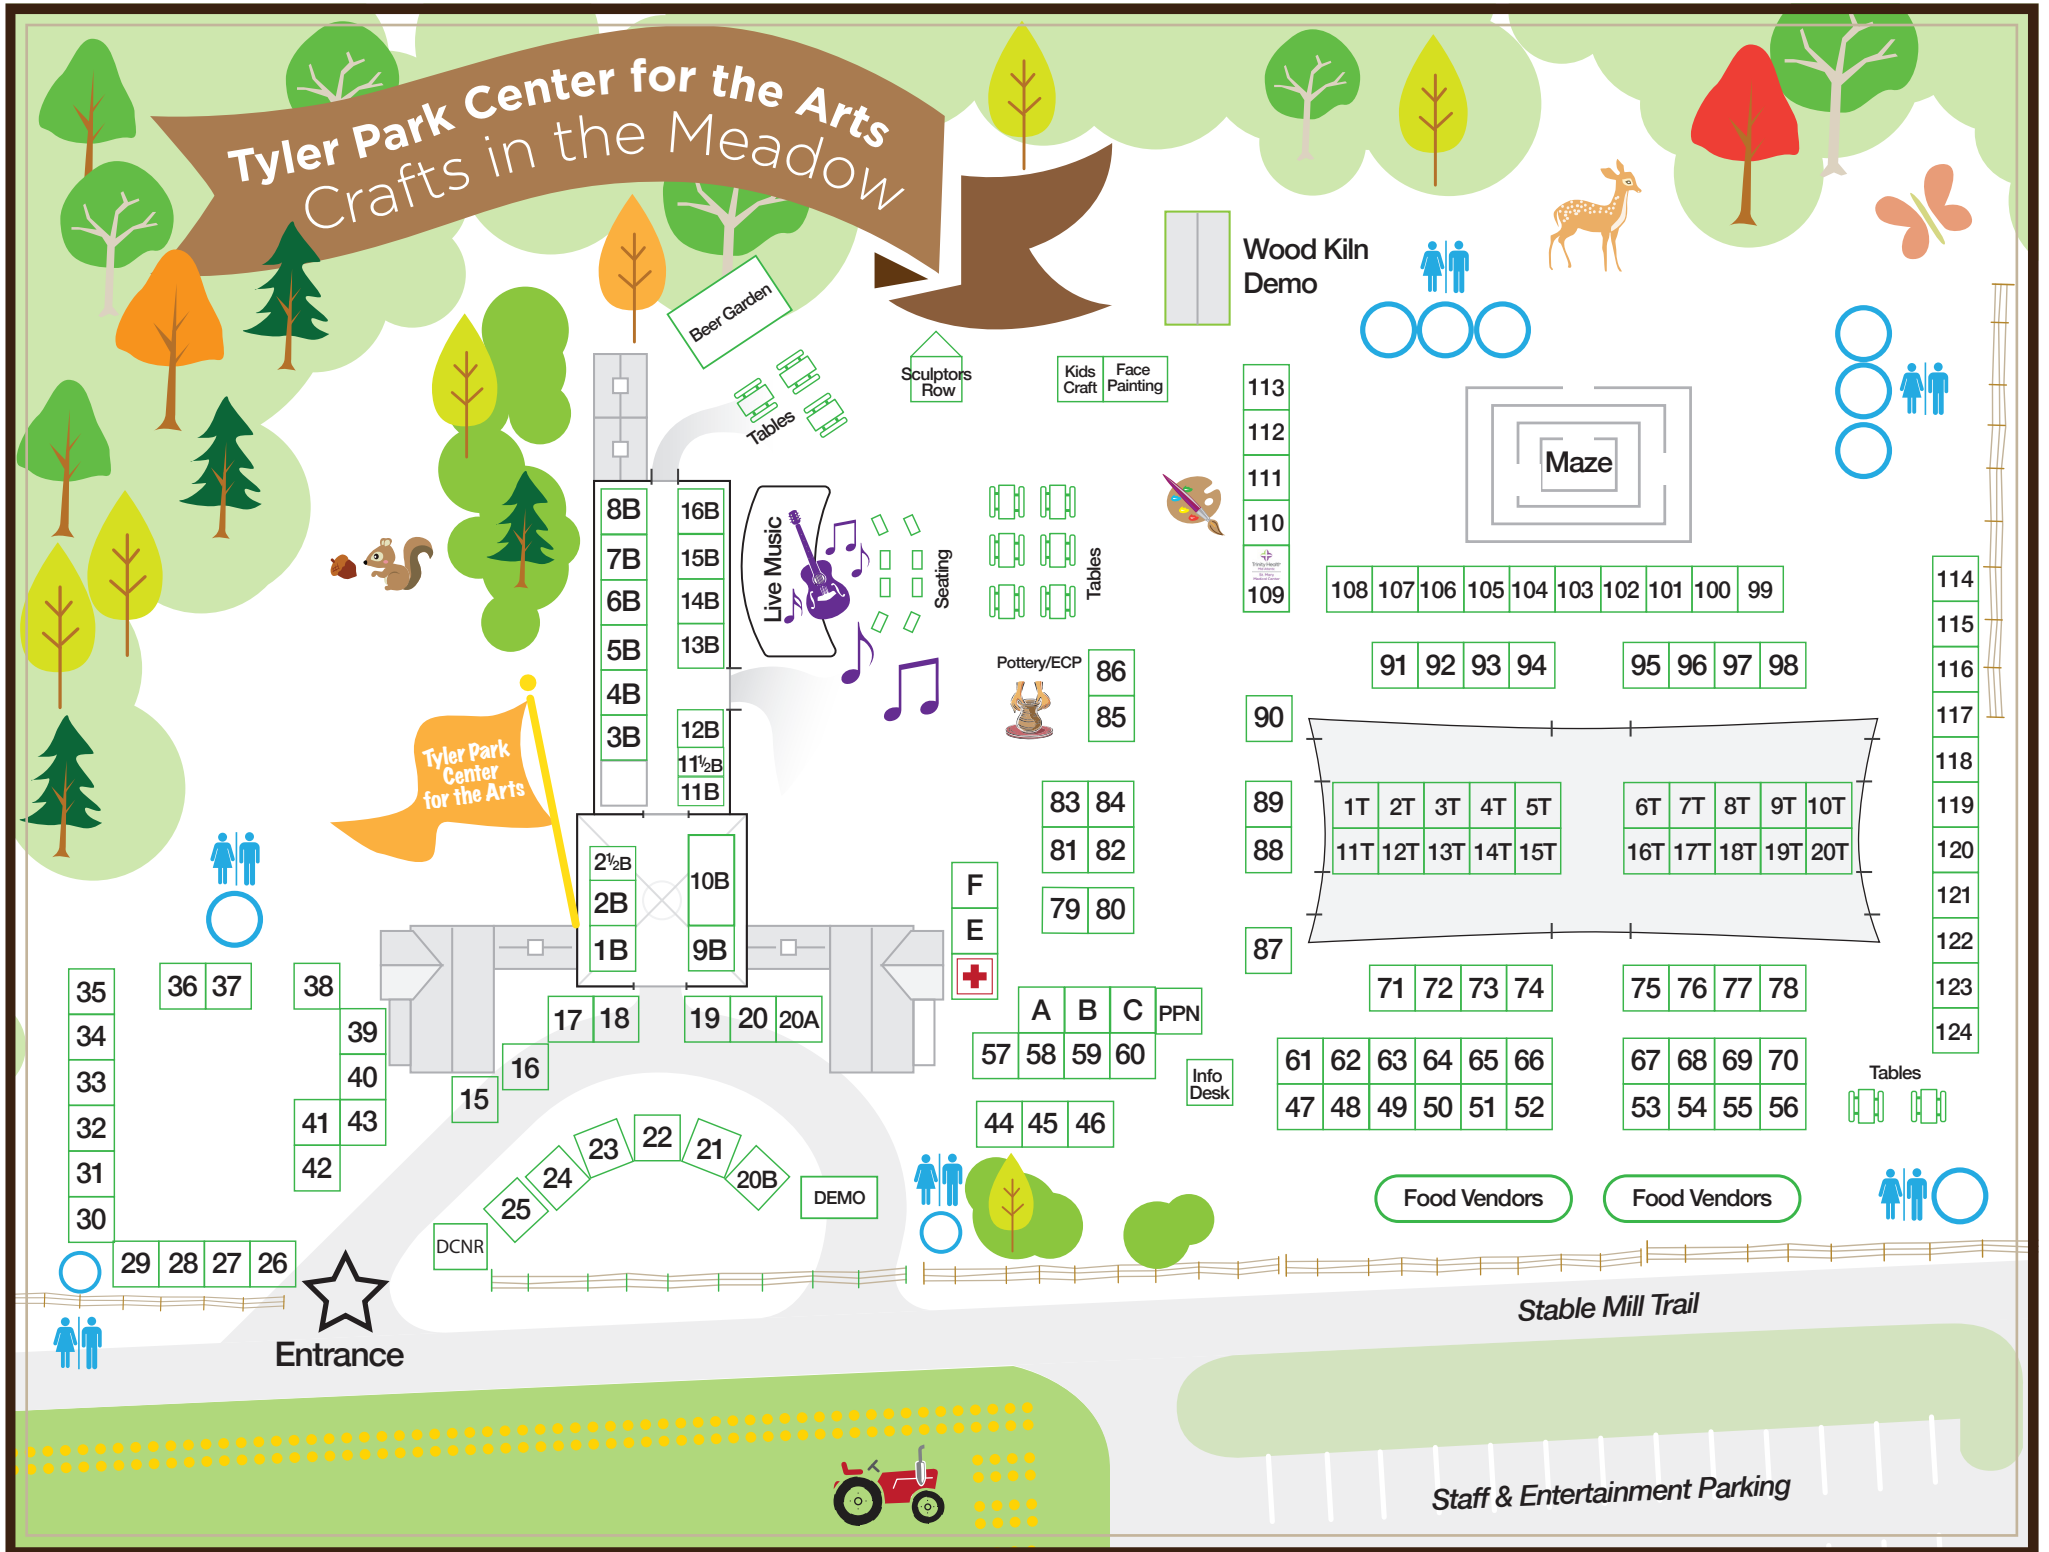 Tyler Park Center for the Arts
Crafts in the Meadow
Wood Kiln
Demo
Beer Garden
Tables
Sculptors
Row
Kids
Craft
Face
Painting
113
112
111
110
109
Maze
8B
7B
6B
5B
4B
3B
16B
15B
14B
13B
12B
11½B
11B
Live Music
Seating
Tables
Pottery/ECP
86
85
108 107 106 105 104 103 102 101 100 99
91 92 93 94
95 96 97 98
114
115
116
117
118
119
120
121
122
123
124
Tyler Park
Center
for the Arts
90
89
88
87
1T 2T 3T 4T 5T
11T 12T 13T 14T 15T
6T 7T 8T 9T 10T
16T 17T 18T 19T 20T
83 84
81 82
79 80
2½B
2B
1B
10B
9B
F
E
35
34
33
32
31
30
36 37
38
39
40
41 43
42
29 28 27 26
17 18
16
15
19 20 20A
A B C PPN
57 58 59 60
Info
Desk
44 45 46
71 72 73 74
75 76 77 78
61 62 63 64 65 66
47 48 49 50 51 52
67 68 69 70
53 54 55 56
Tables
25
24
23
22
21
20B
DEMO
DCNR
Food Vendors
Food Vendors
Entrance
Stable Mill Trail
Staff & Entertainment Parking